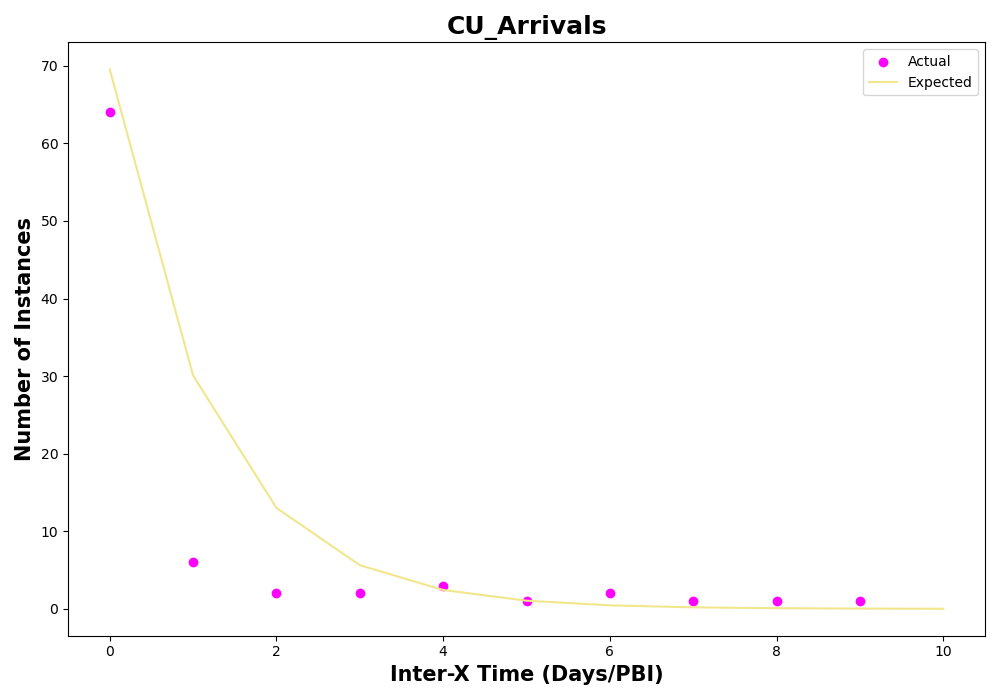 CU_Arrivals
Actual
Expected
Number of Instances
70
60
50
40
30
20
10
0
0 2 4 6 8 10
Inter-X Time (Days/PBI)